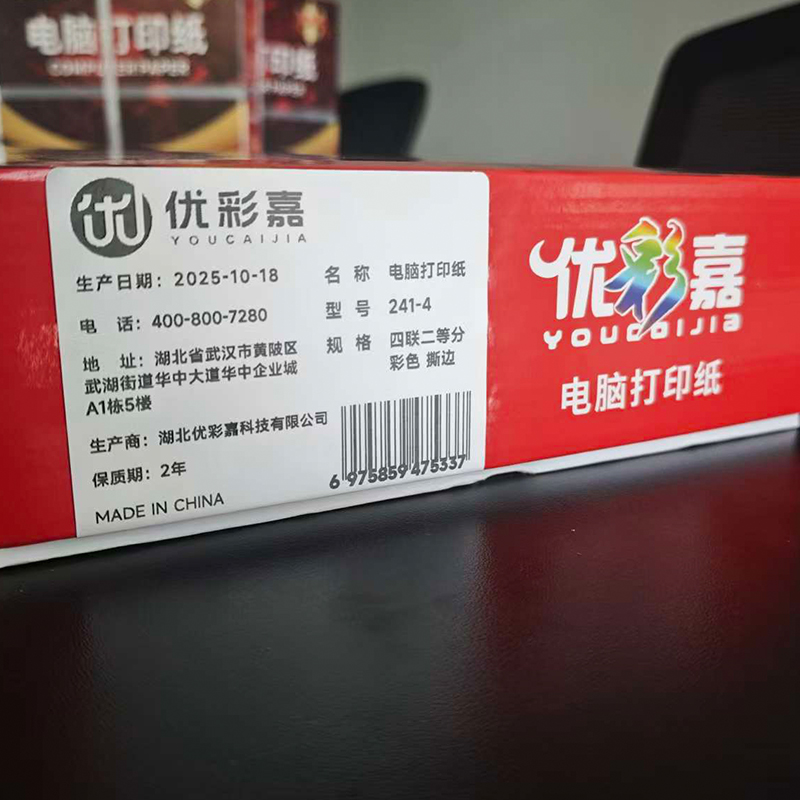 电脑打印纸
COMPUTER PAPER
打印纸
优彩嘉
YOUCAIJIA
生产日期：2025-10-18
电 话：400-800-7280
地 址：湖北省武汉市黄陂区
武湖街道华中大道华中企业城
A1栋5楼
生产商：湖北优彩嘉科技有限公司
保质期：2年
MADE IN CHINA
名 称 电脑打印纸
型 号 241-4
规 格 四联二等分
彩色 撕边
6 975859 475337
优彩嘉
YOUCAIJIA
电脑打印纸